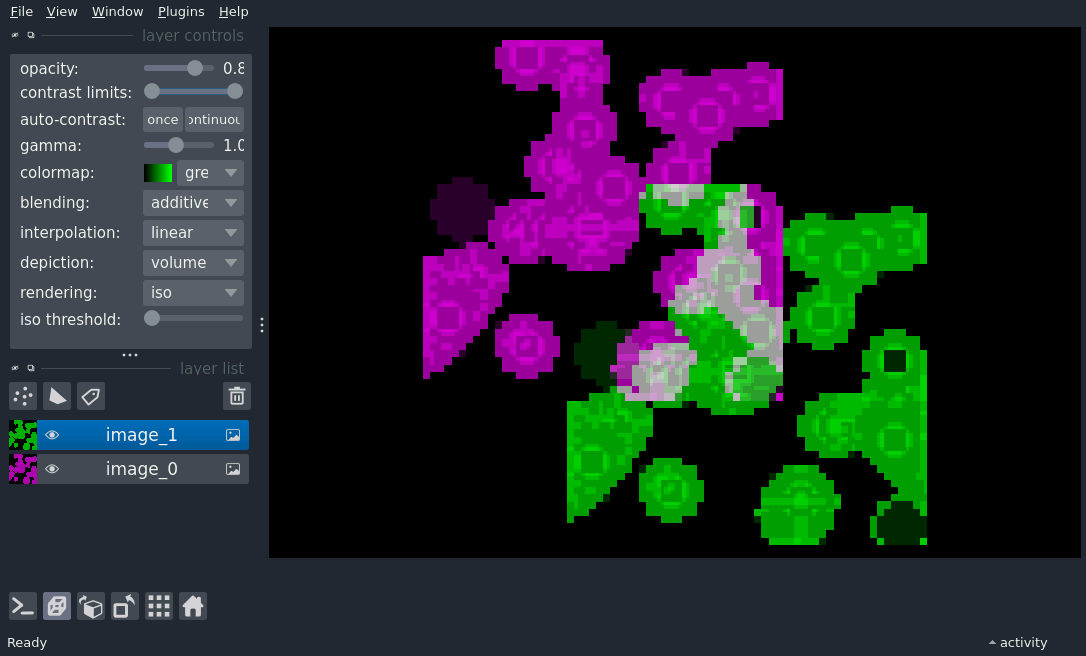 File View Window Plugins Help
layer controls
opacity: 0.8
contrast limits:
auto-contrast: once ontinuou
gamma: 1.0
colormap: gre
blending: additive
interpolation: linear
depiction: volume
rendering: iso
iso threshold:
layer list
image_1
image_0
Ready activity